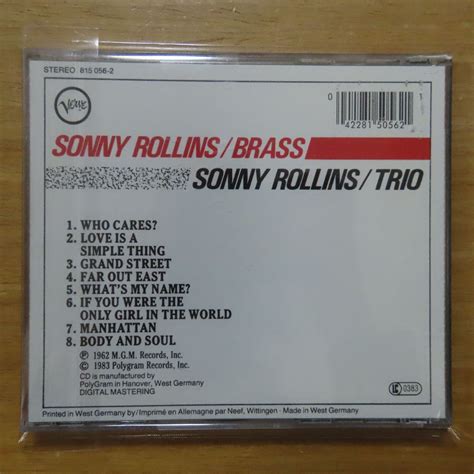 STEREO 815 056-2
Verve
0 42281 50562 1
SONNY ROLLINS/BRASS
SONNY ROLLINS/TRIO
1. WHO CARES?
2. LOVE IS A
SIMPLE THING
3. GRAND STREET
4. FAR OUT EAST
5. WHAT'S MY NAME?
6. IF YOU WERE THE
ONLY GIRL IN THE WORLD
7. MANHATTAN
8. BODY AND SOUL
℗ 1962 M.G.M. Records, Inc.
© 1983 Polygram Records, Inc.
CD is manufactured by
PolyGram in Hanover, West Germany
DIGITAL MASTERING
LC 0383
Printed in West Germany by/Imprimé en Allemagne par Neef, Wittingen · Made in West Germany